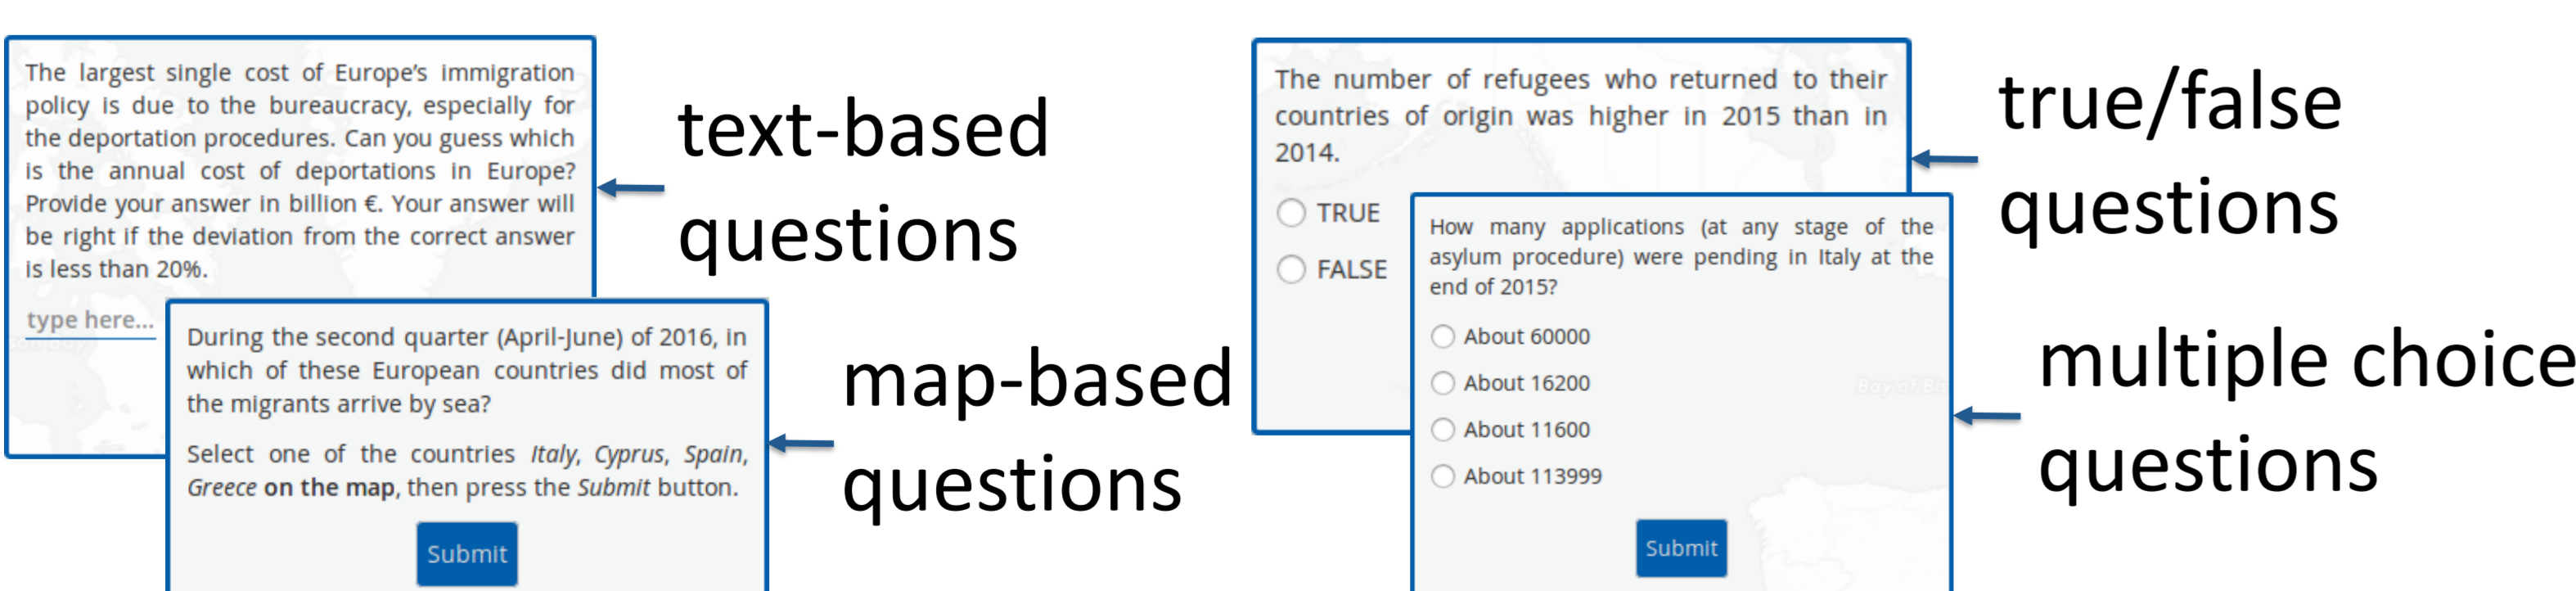 The largest single cost of Europe's immigration
policy is due to the bureaucracy, especially for
the deportation procedures. Can you guess which
is the annual cost of deportations in Europe?
Provide your answer in billion €. Your answer will
be right if the deviation from the correct answer
is less than 20%.
type here...
text-based
questions
During the second quarter (April-June) of 2016, in
which of these European countries did most of
the migrants arrive by sea?
Select one of the countries Italy, Cyprus, Spain,
Greece on the map, then press the Submit button.
Submit
map-based
questions
The number of refugees who returned to their
countries of origin was higher in 2015 than in
2014.
TRUE
FALSE
true/false
questions
How many applications (at any stage of the
asylum procedure) were pending in Italy at the
end of 2015?
About 60000
About 16200
About 11600
About 113999
Submit
multiple choice
questions